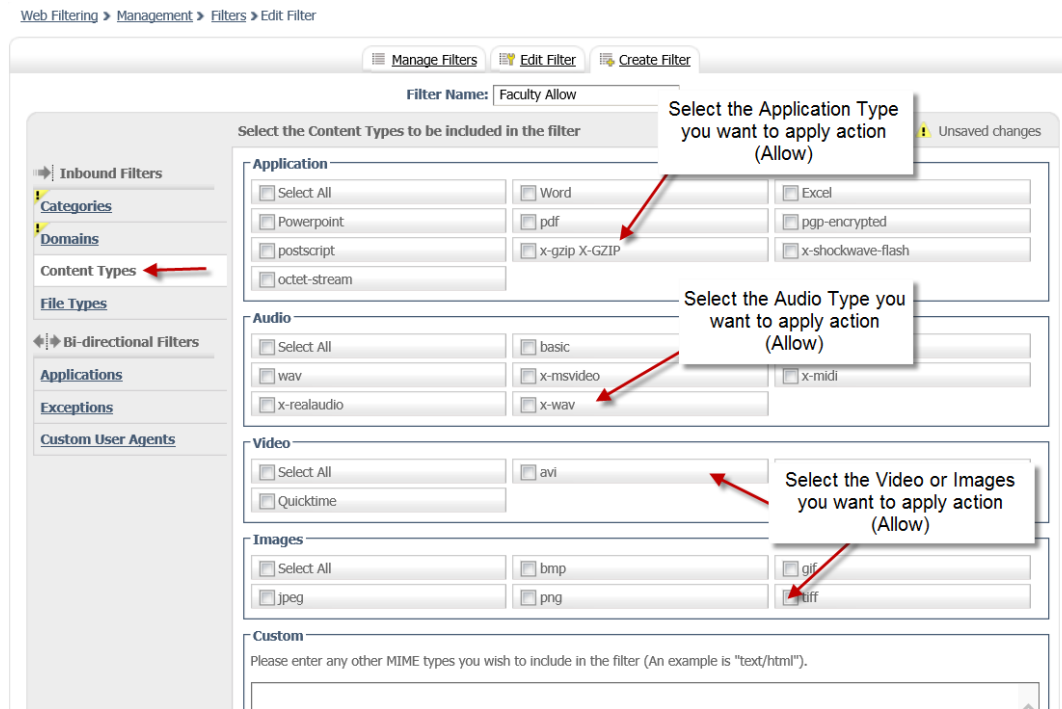 Web Filtering > Management > Filters > Edit Filter
Manage Filters Edit Filter Create Filter
Filter Name: Faculty Allow
Select the Application Type
you want to apply action
(Allow)
Select the Content Types to be included in the filter
! Unsaved changes
Inbound Filters
! Categories
! Domains
Content Types
File Types
Bi-directional Filters
Applications
Exceptions
Custom User Agents
Application
Select All Word Excel
Powerpoint pdf pgp-encrypted
postscript x-gzip X-GZIP x-shockwave-flash
octet-stream
Select the Audio Type you
want to apply action
(Allow)
Audio
Select All basic
wav x-msvideo x-midi
x-realaudio x-wav
Video
Select All avi
Quicktime
Select the Video or Images
you want to apply action
(Allow)
Images
Select All bmp gif
jpeg png tiff
Custom
Please enter any other MIME types you wish to include in the filter (An example is "text/html").